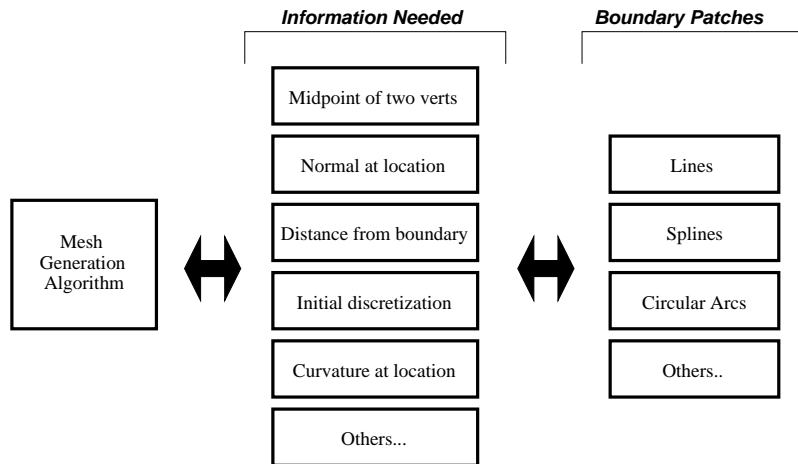 Information Needed
Boundary Patches
Mesh
Generation
Algorithm
Midpoint of two verts
Normal at location
Distance from boundary
Initial discretization
Curvature at location
Others...
Lines
Splines
Circular Arcs
Others..